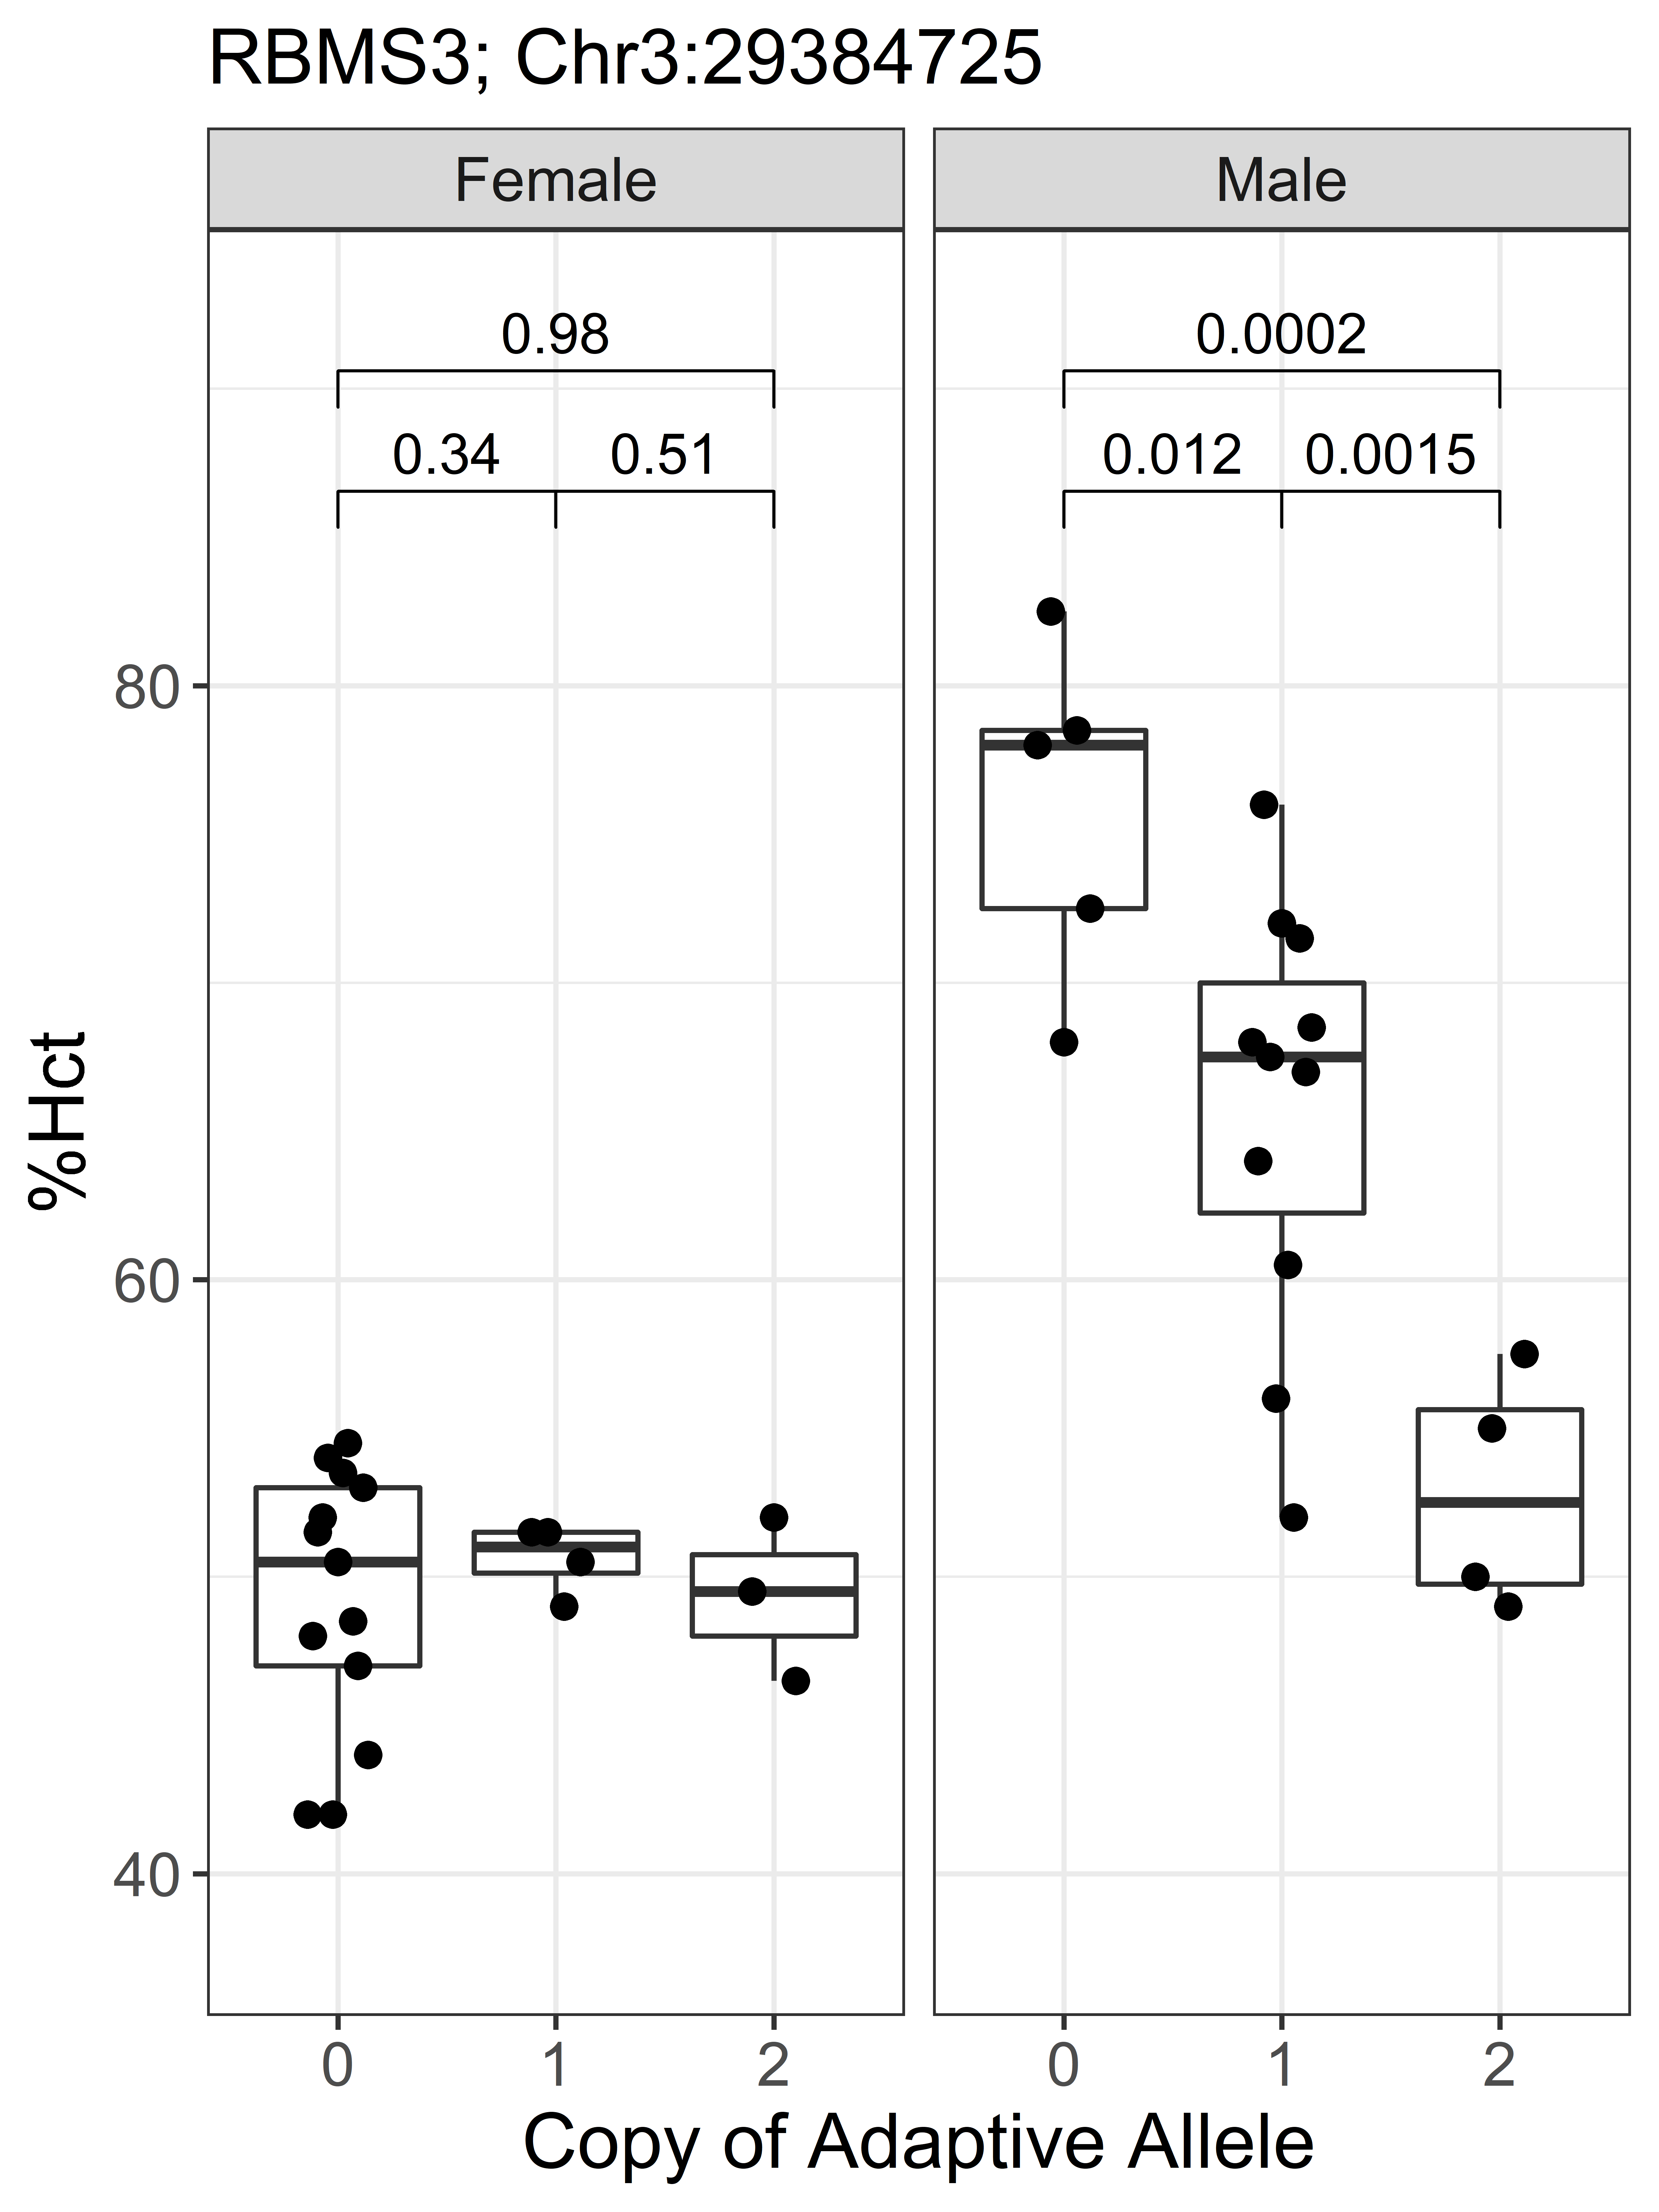 RBMS3; Chr3:29384725
Female
Male
0.98
0.0002
0.34
0.51
0.012
0.0015
%Hct
80
60
40
0 1 2
0 1 2
Copy of Adaptive Allele